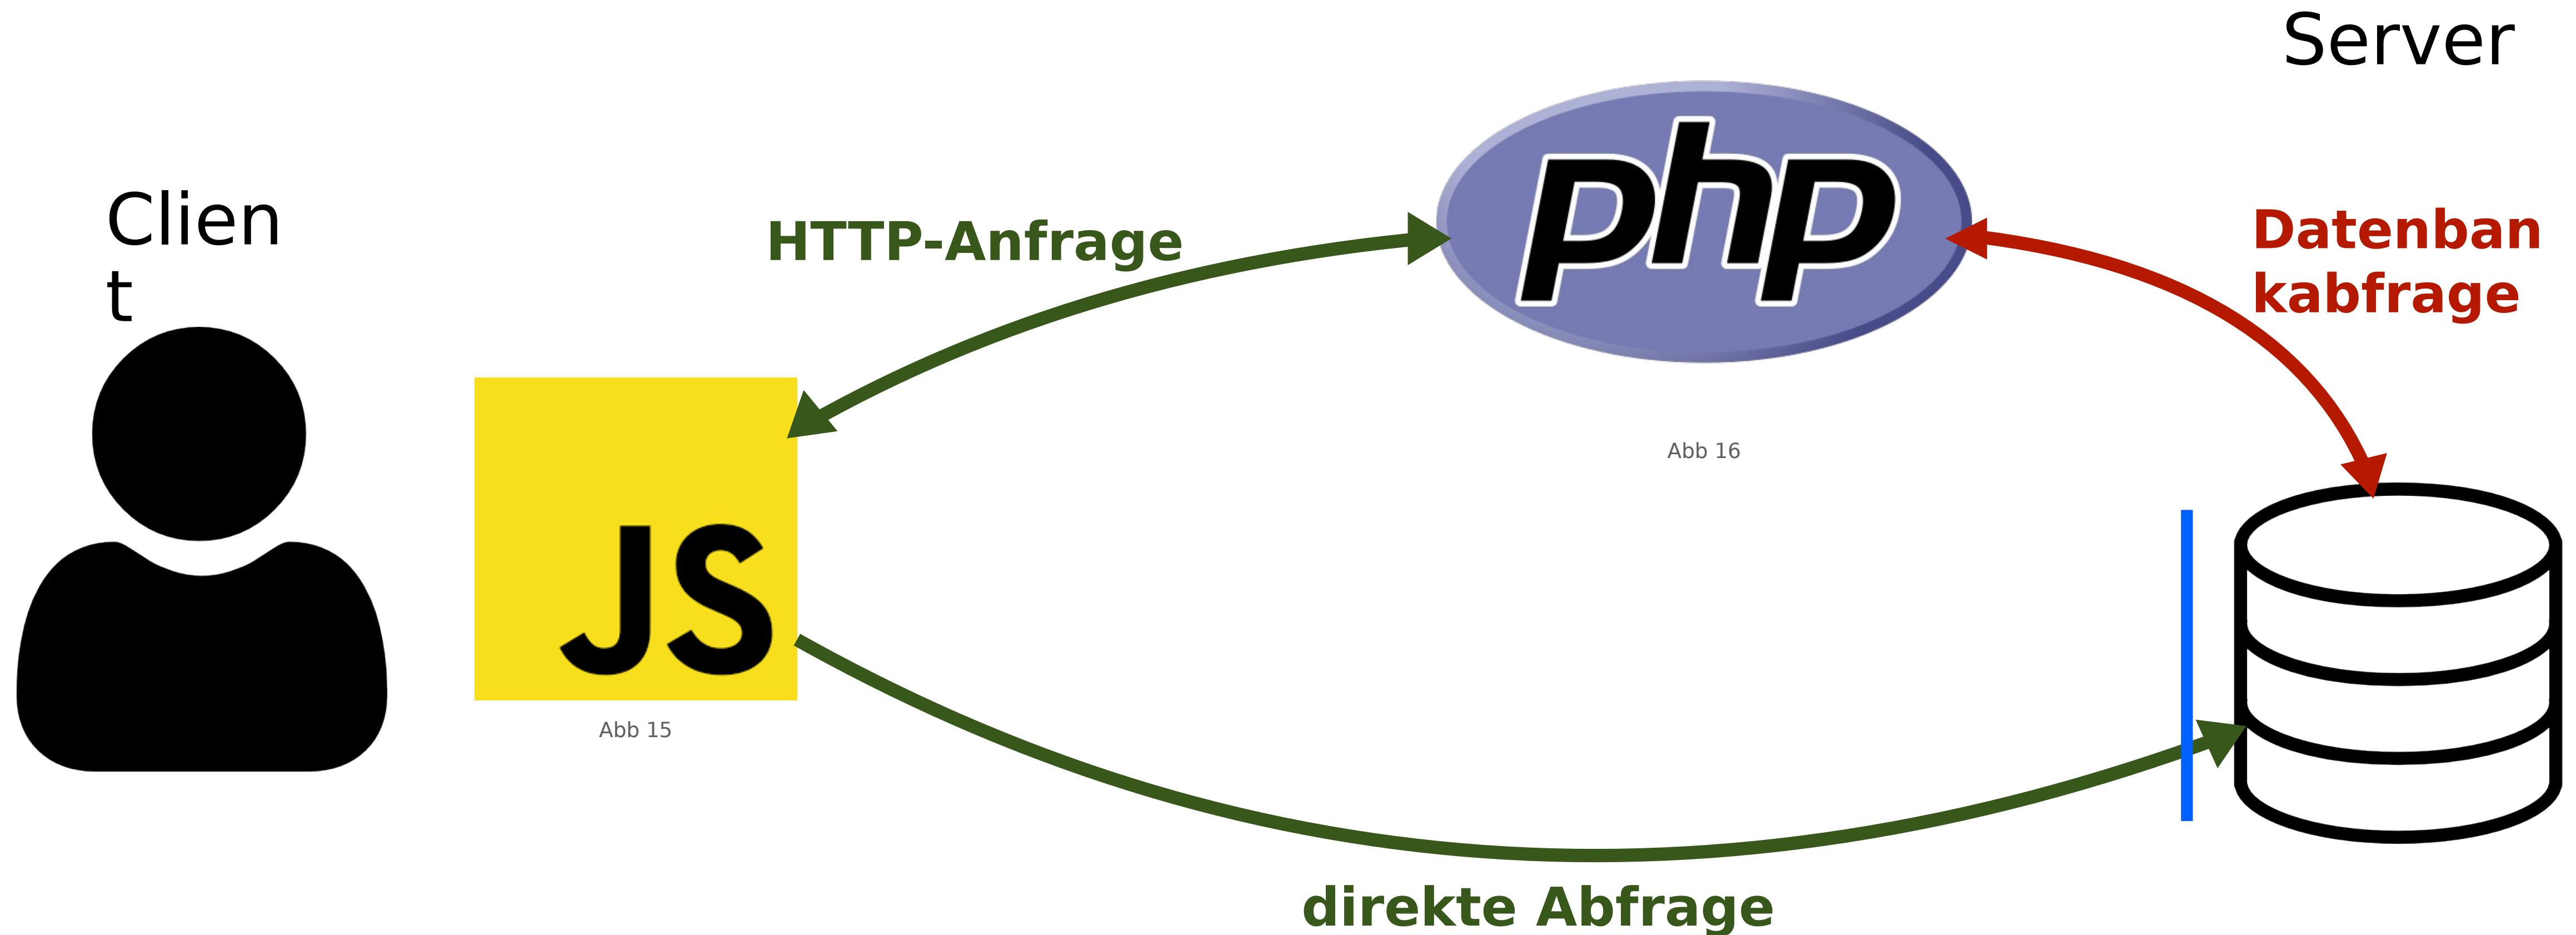 Server
Clien
t
HTTP-Anfrage
php
Datenban
kabfrage
Abb 16
JS
Abb 15
direkte Abfrage